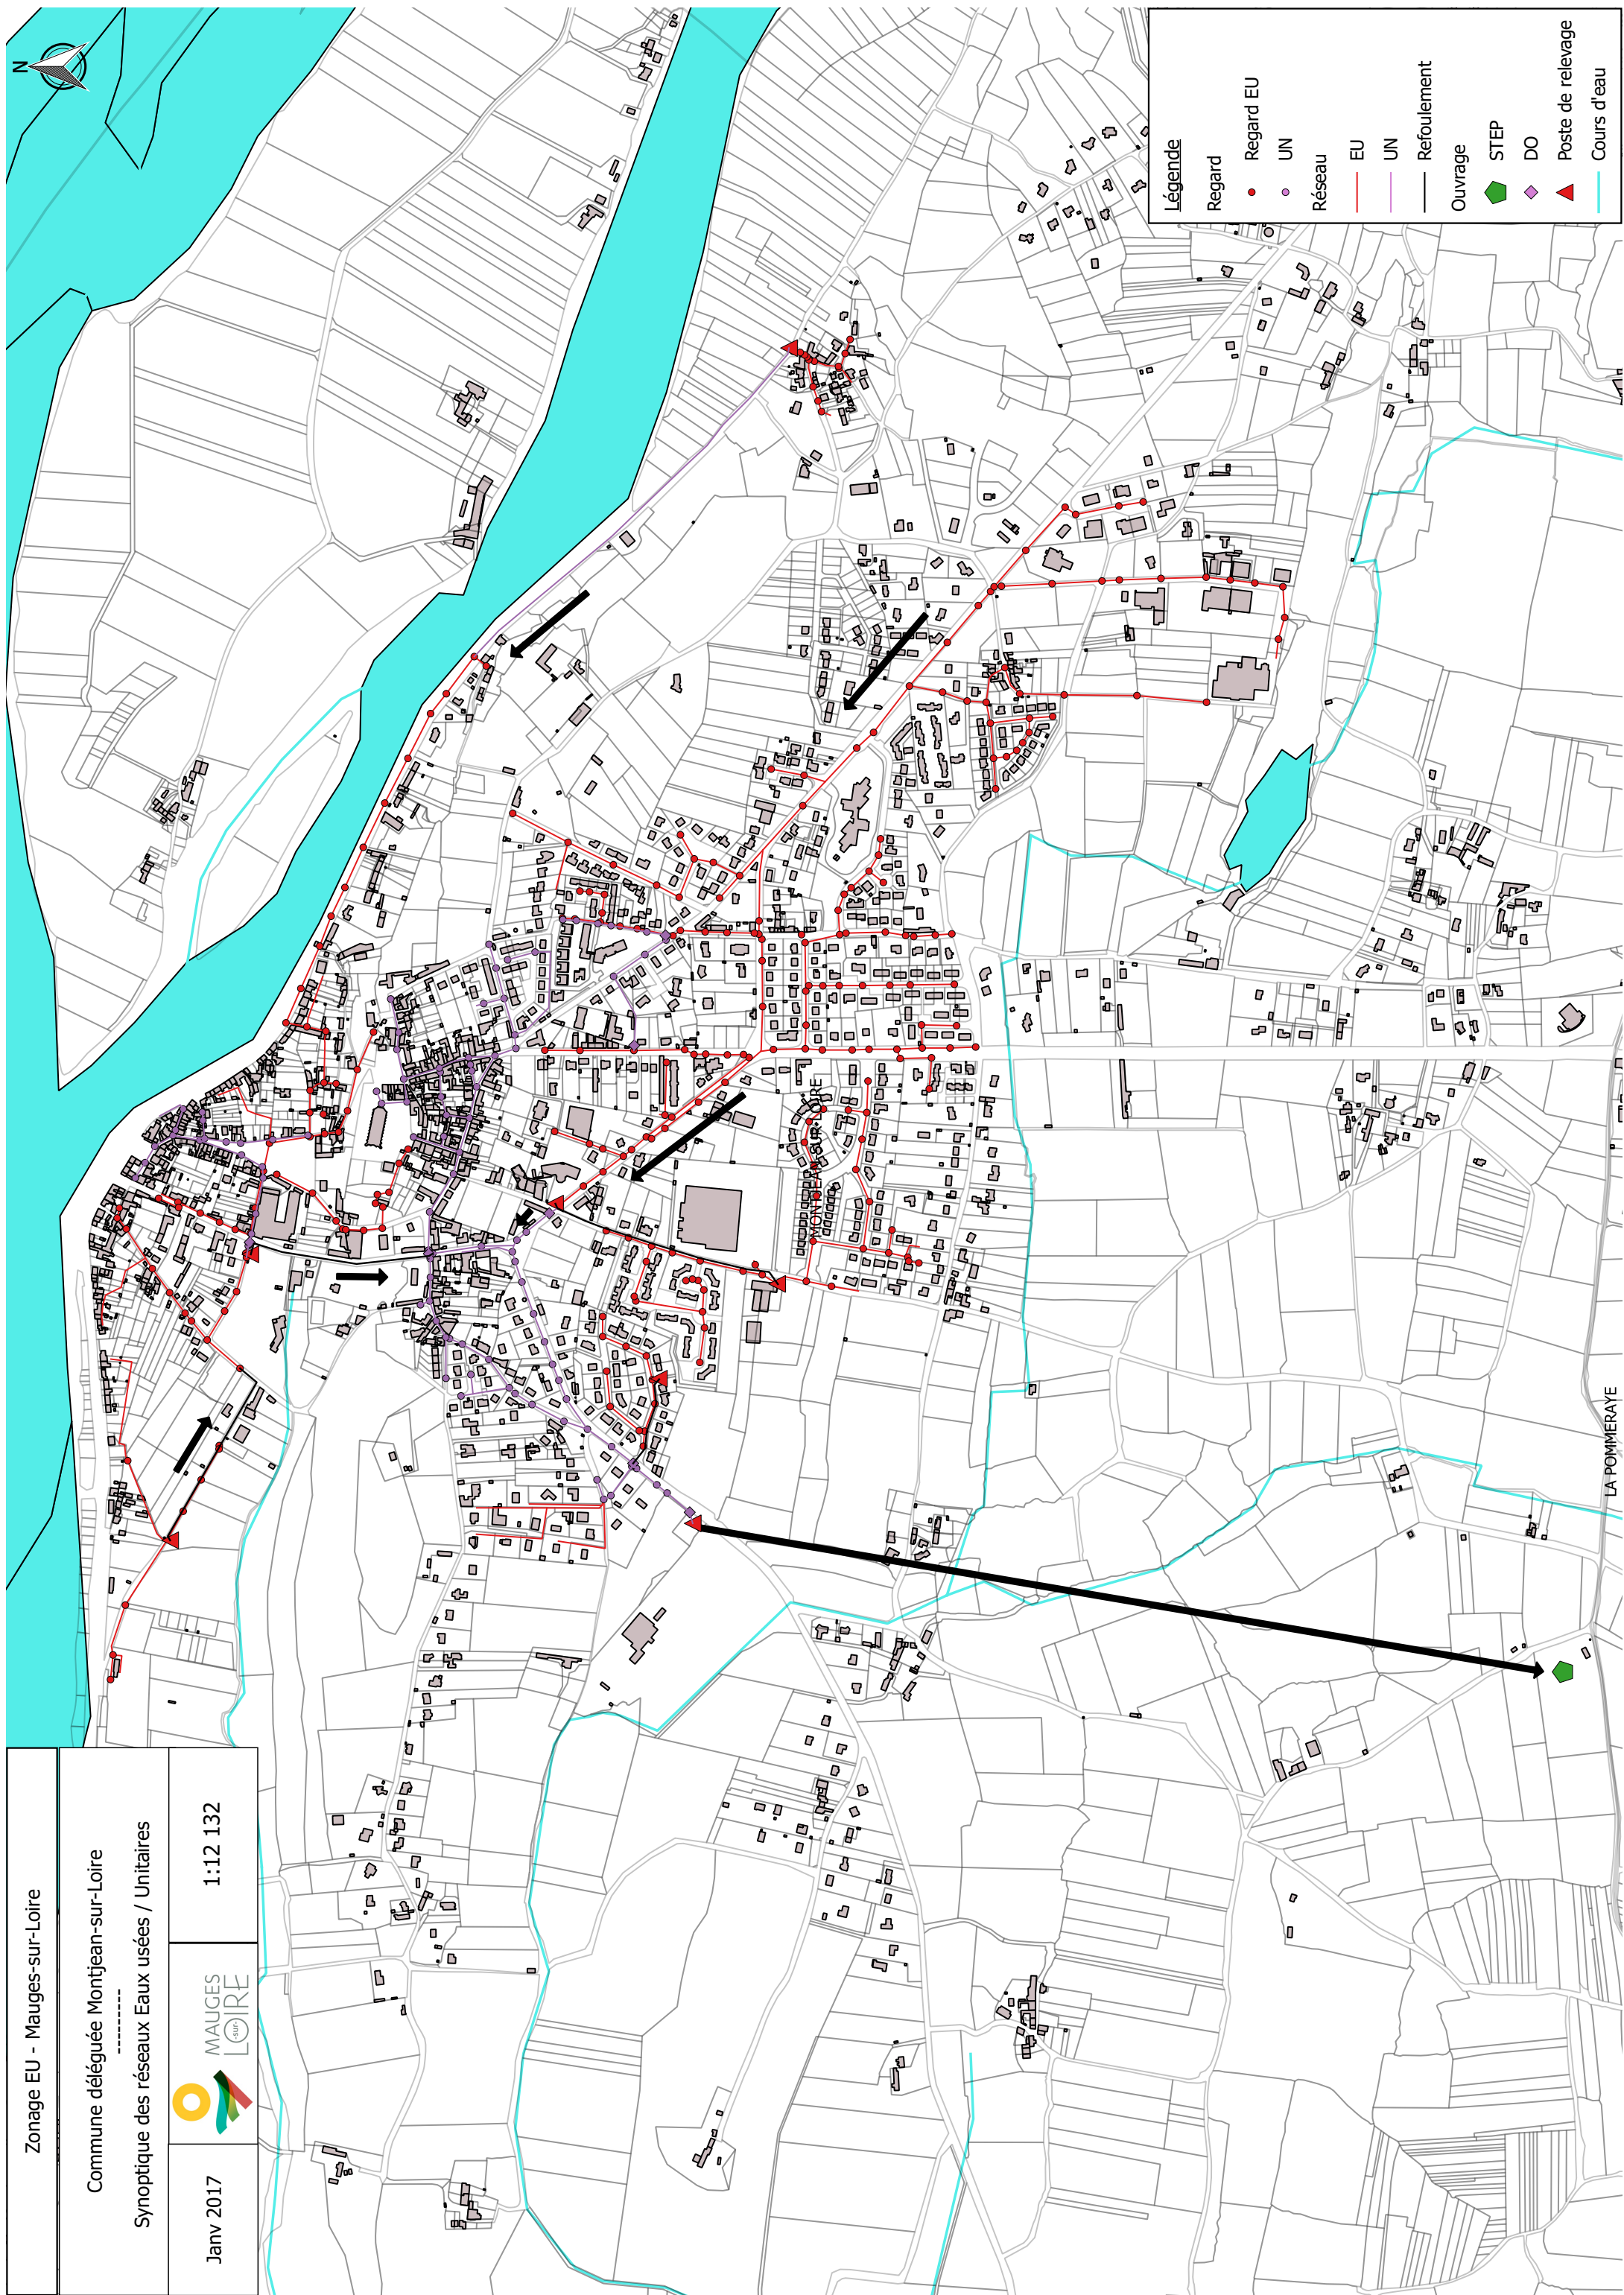 Zonage EU - Mauges-sur-Loire
Commune déléguée Montjean-sur-Loire
----------
Synoptique des réseaux Eaux usées / Unitaires
Janv 2017
MAUGES
-sur-
LOIRE
1:12 132
N
MONTJEAN-SUR-LOIRE
LA POMMERAYE
Légende
Regard
Regard EU
UN
Réseau
EU
UN
Refoulement
Ouvrage
STEP
DO
Poste de relevage
Cours d'eau